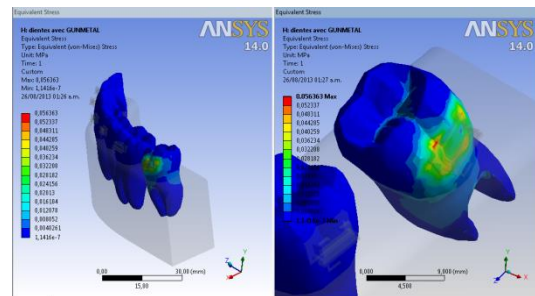 ANSYS
14.0
H: dientes avec GUNMETAL
Equivalent Stress
Type: Equivalent (von-Mises) Stress
Unit: MPa
Time: 1
Custom
Max: 0,056363
Min: 1,1416e-7
26/08/2013 01:26 a.m.
0,056363
0,052337
0,048311
0,044285
0,040259
0,036234
0,032208
0,028182
0,024156
0,02013
0,016104
0,012078
0,008052
0,0040261
1,1416e-7
0,00
15,00
30,00 (mm)
Z
Y
X
ANSYS
14.0
H: dientes avec GUNMETAL
Equivalent Stress
Type: Equivalent (von-Mises) Stress
Unit: MPa
Time: 1
Custom
26/08/2013 01:27 a.m.
0.056363 Max
0,052337
0,048311
0,044285
0,040259
0,036234
0,032208
0,028182
0,000
4,500
9,000 (mm)
Z
Y
X